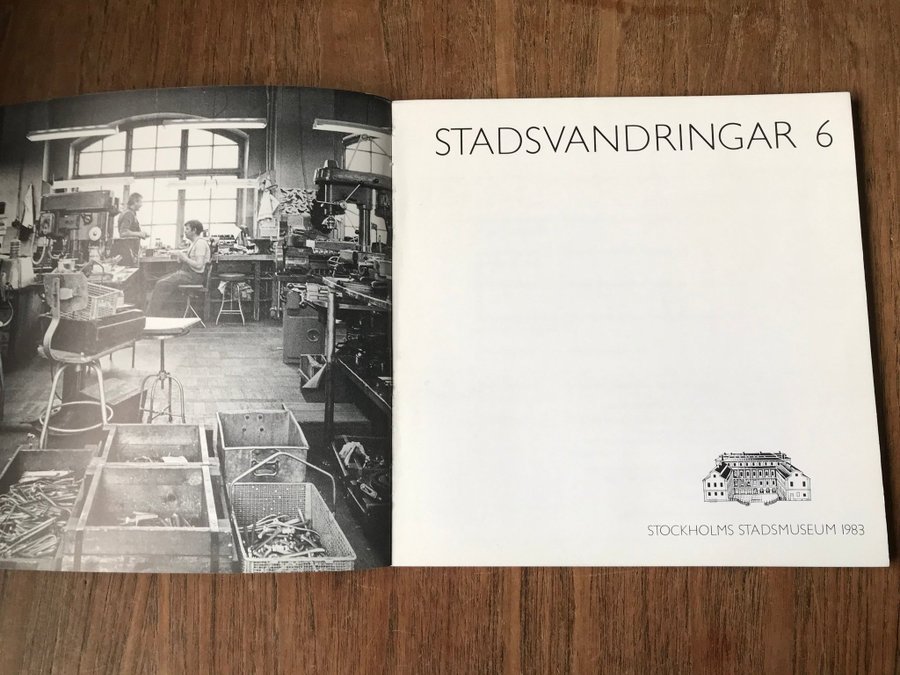 STADSVANDRINGAR 6
STOCKHOLMS STADSMUSEUM 1983